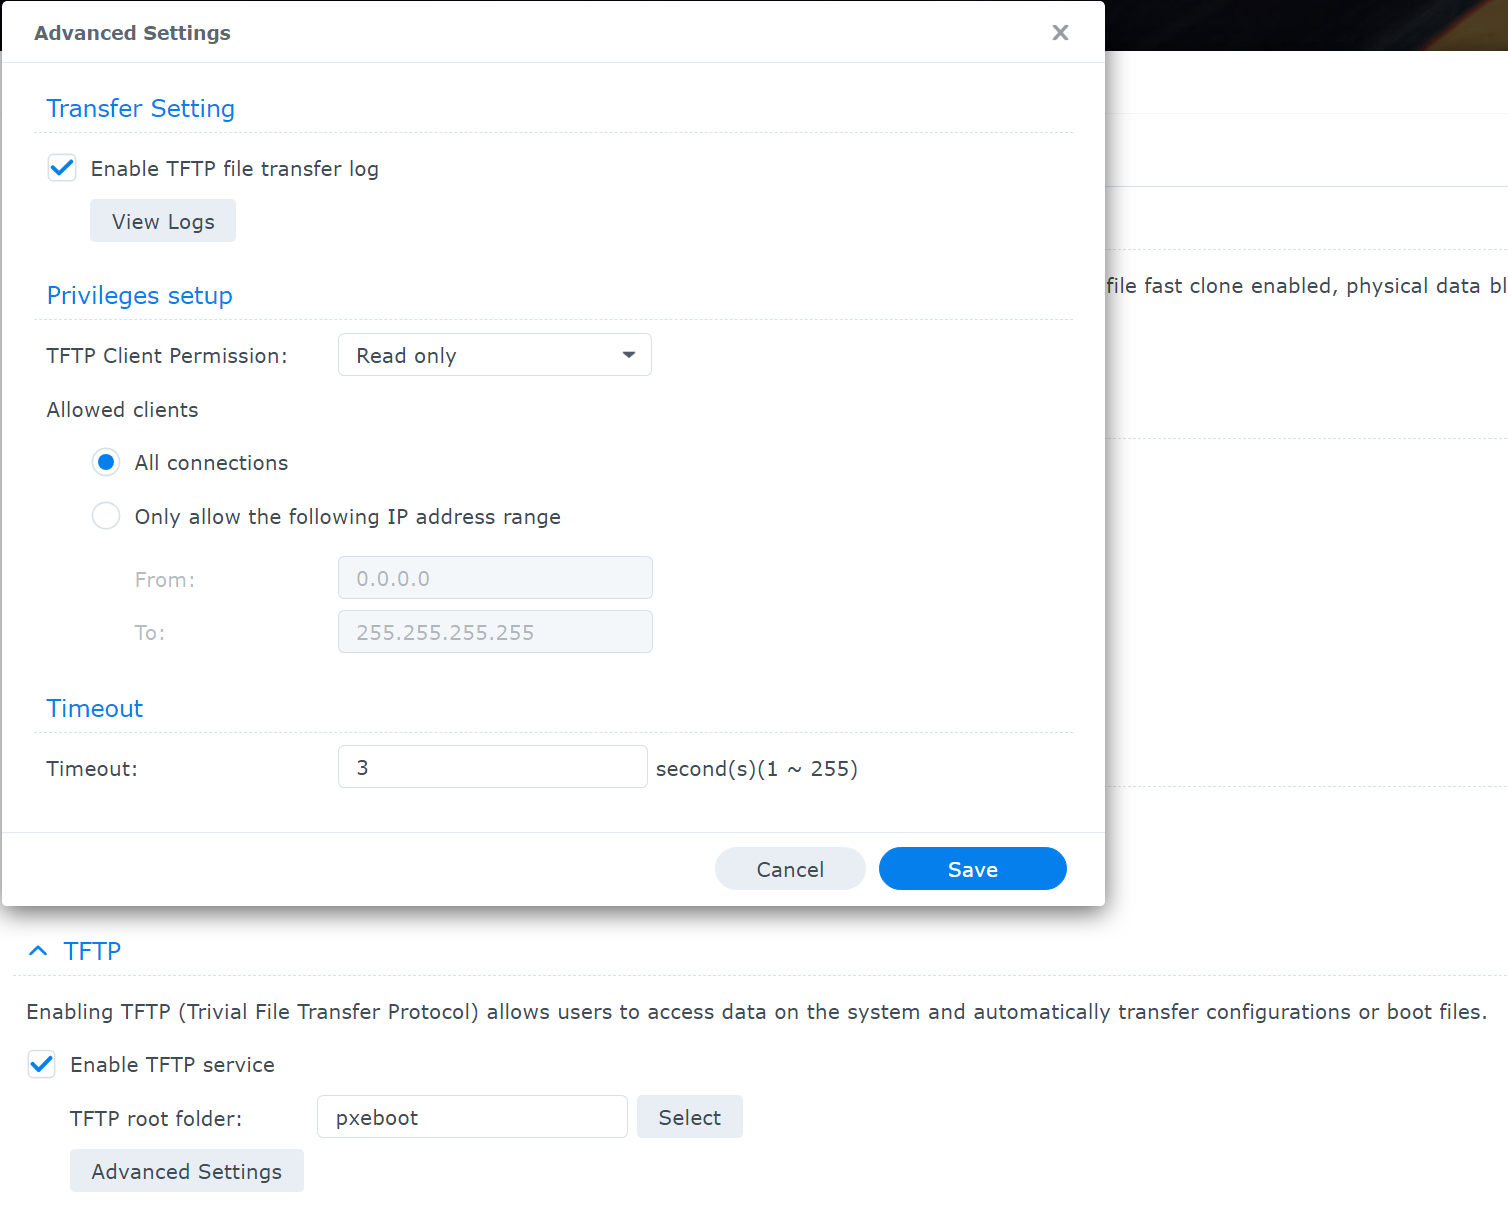 Advanced Settings
Transfer Setting
Enable TFTP file transfer log
View Logs
Privileges setup
file fast clone enabled, physical data bl
TFTP Client Permission: Read only
Allowed clients
All connections
Only allow the following IP address range
From: 0.0.0.0
To: 255.255.255.255
Timeout
Timeout: 3 second(s)(1 ~ 255)
Cancel Save
TFTP
Enabling TFTP (Trivial File Transfer Protocol) allows users to access data on the system and automatically transfer configurations or boot files.
Enable TFTP service
TFTP root folder: pxeboot Select
Advanced Settings